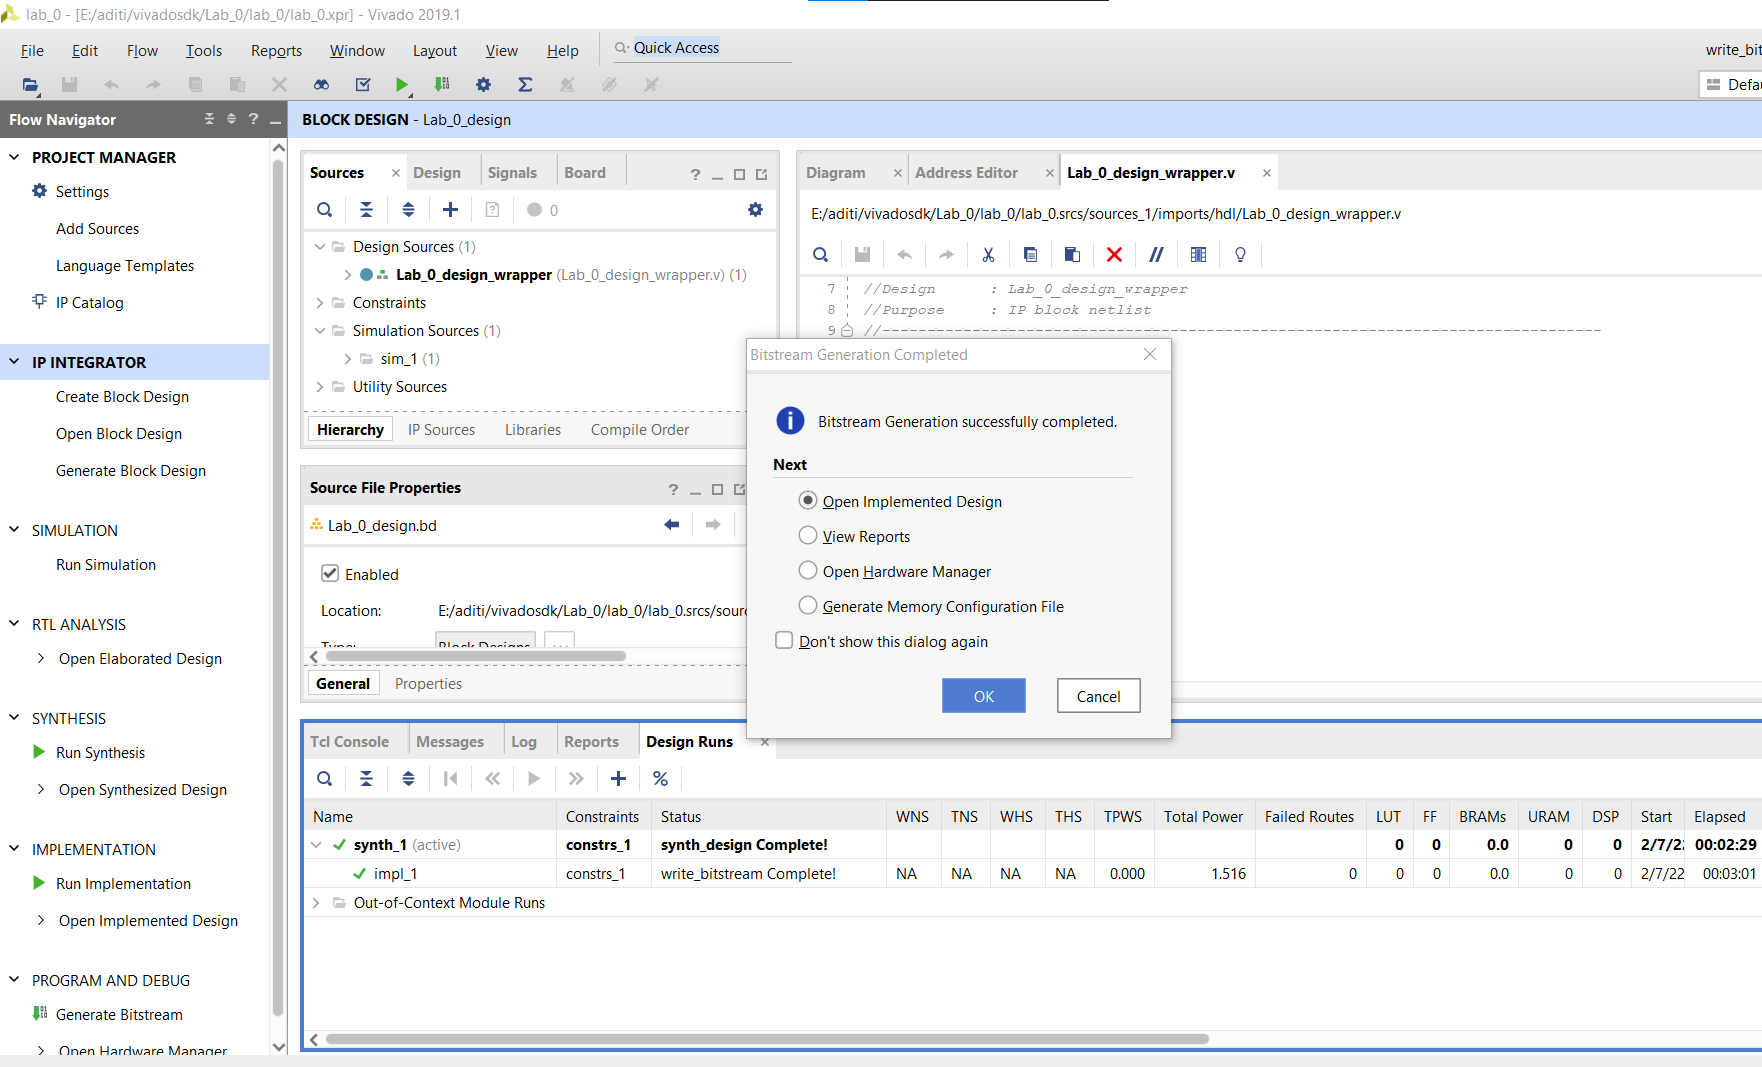 lab_0 - [E:/aditi/vivadosdk/Lab_0/lab_0/lab_0.xpr] - Vivado 2019.1
File Edit Flow Tools Reports Window Layout View Help Quick Access
write_bit
Defau
Flow Navigator
PROJECT MANAGER
Settings
Add Sources
Language Templates
IP Catalog
IP INTEGRATOR
Create Block Design
Open Block Design
Generate Block Design
SIMULATION
Run Simulation
RTL ANALYSIS
Open Elaborated Design
SYNTHESIS
Run Synthesis
Open Synthesized Design
IMPLEMENTATION
Run Implementation
Open Implemented Design
PROGRAM AND DEBUG
Generate Bitstream
Open Hardware Manager
BLOCK DESIGN - Lab_0_design
Sources Design Signals Board
0
Design Sources (1)
Lab_0_design_wrapper (Lab_0_design_wrapper.v) (1)
Constraints
Simulation Sources (1)
sim_1 (1)
Utility Sources
Hierarchy IP Sources Libraries Compile Order
Source File Properties
Lab_0_design.bd
Enabled
Location: E:/aditi/vivadosdk/Lab_0/lab_0/lab_0.srcs/sour
Type: Block Designs ...
General Properties
Diagram Address Editor Lab_0_design_wrapper.v
E:/aditi/vivadosdk/Lab_0/lab_0/lab_0.srcs/sources_1/imports/hdl/Lab_0_design_wrapper.v
7 //Design : Lab_0_design_wrapper
8 //Purpose : IP block netlist
9 //--------------------------------------------------------------------------------
Bitstream Generation Completed
Bitstream Generation successfully completed.
Next
Open Implemented Design
View Reports
Open Hardware Manager
Generate Memory Configuration File
Don't show this dialog again
OK Cancel
Tcl Console Messages Log Reports Design Runs
Name Constraints Status WNS TNS WHS THS TPWS Total Power Failed Routes LUT FF BRAMs URAM DSP Start Elapsed
synth_1 (active) constrs_1 synth_design Complete! 0 0 0.0 0 0 2/7/2 00:02:29
impl_1 constrs_1 write_bitstream Complete! NA NA NA NA 0.000 1.516 0 0 0 0.0 0 0 2/7/22 00:03:01
Out-of-Context Module Runs